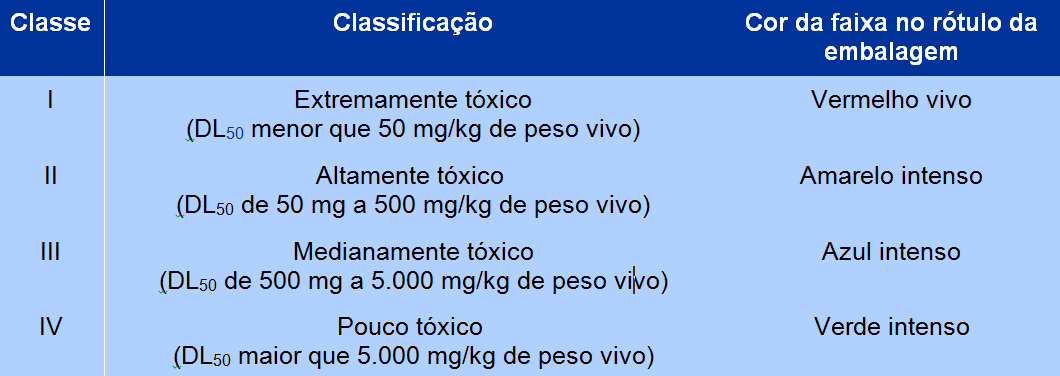 Classe Classificação Cor da faixa no rótulo da
embalagem
I Extremamente tóxico Vermelho vivo
(DL50 menor que 50 mg/kg de peso vivo)
II Altamente tóxico Amarelo intenso
(DL50 de 50 mg a 500 mg/kg de peso vivo)
III Medianamente tóxico Azul intenso
(DL50 de 500 mg a 5.000 mg/kg de peso vivo)
IV Pouco tóxico Verde intenso
(DL50 maior que 5.000 mg/kg de peso vivo)